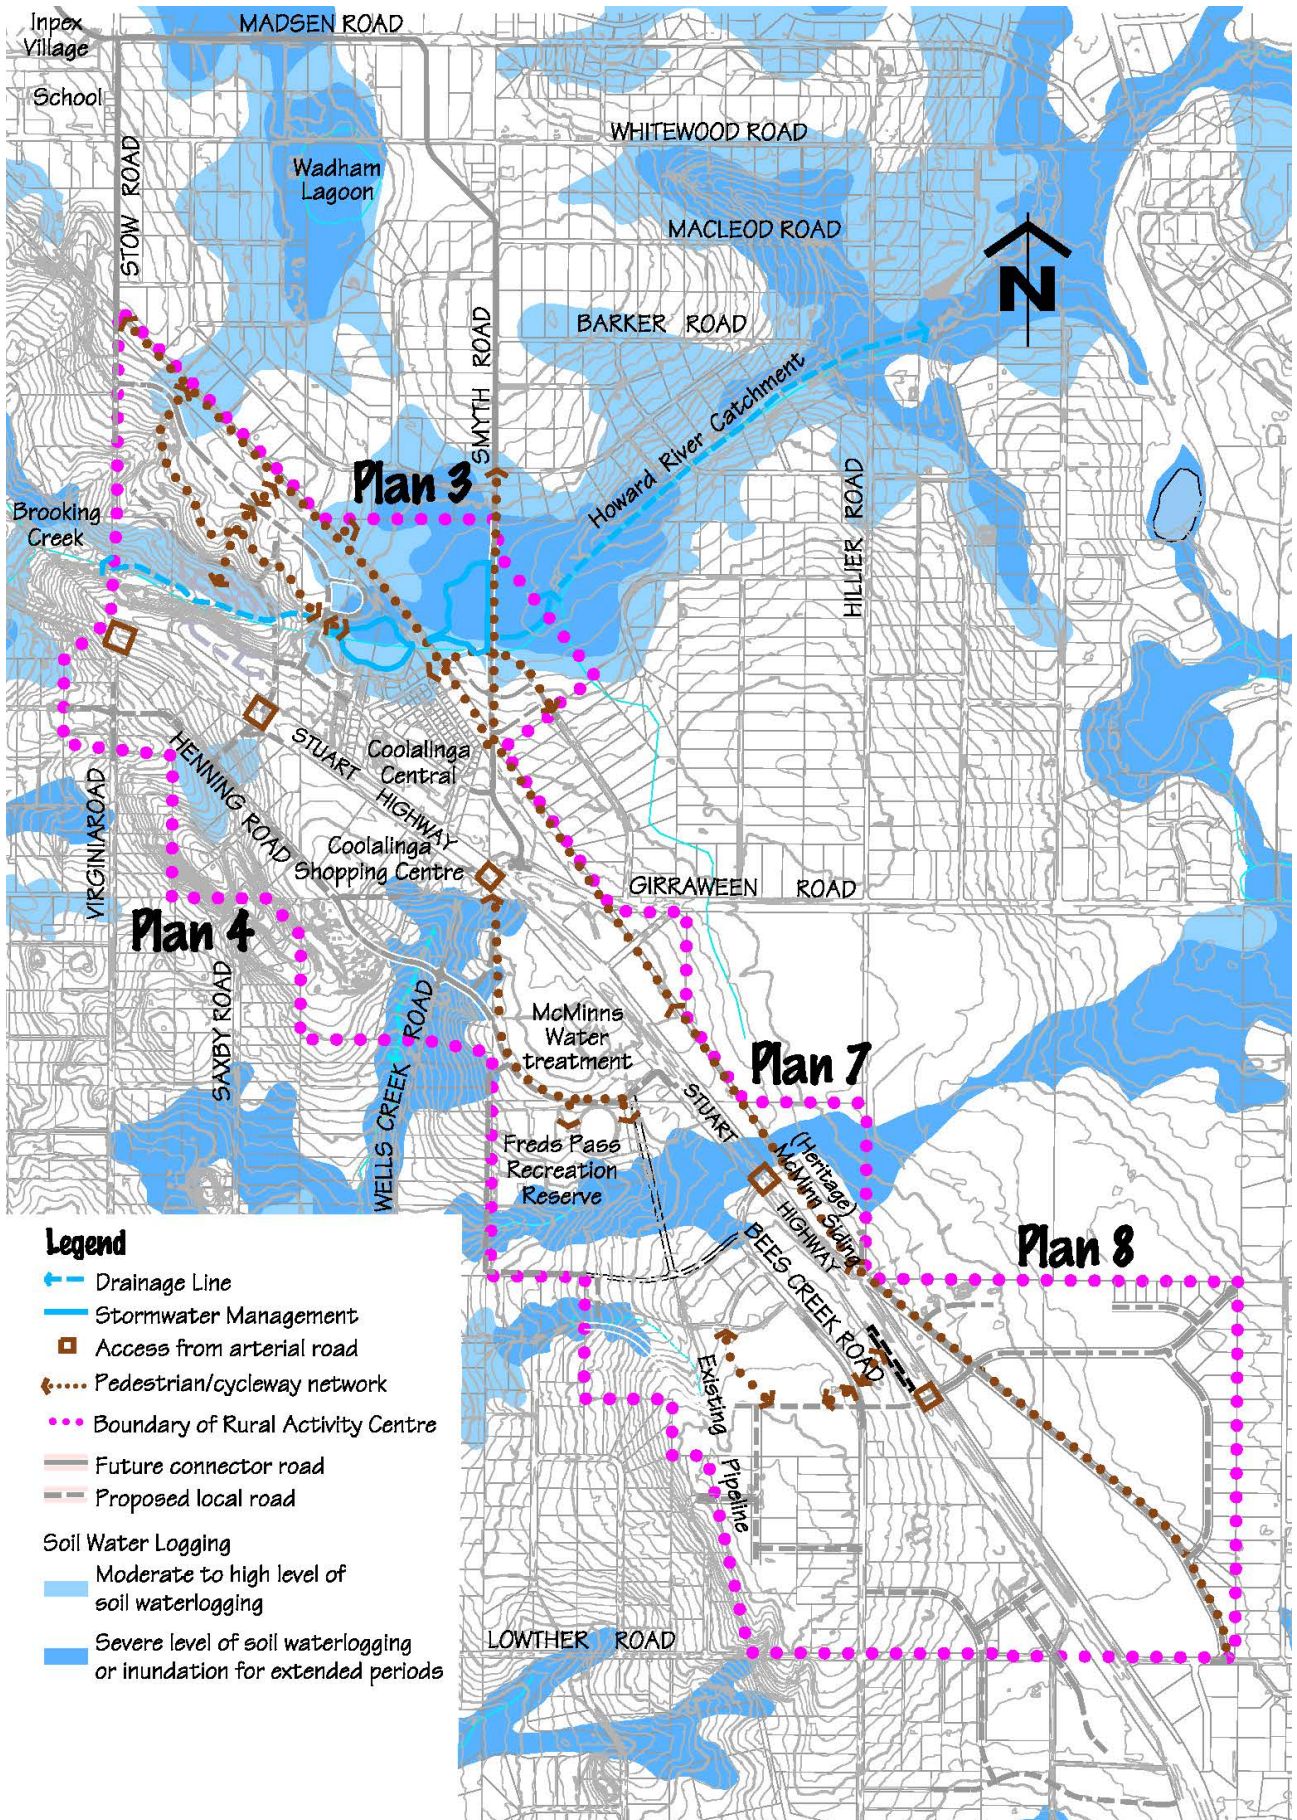 Inpex
Village
MADSEN ROAD
School
WHITEWOOD ROAD
STOW ROAD
Wadham
Lagoon
MACLEOD ROAD
N
SMYTH ROAD
BARKER ROAD
Howard River Catchment
Plan 3
HILLIER ROAD
Brooking
Creek
HENNING ROAD
STUART HIGHWAY
Coolalinga
Central
VIRGINIAROAD
Coolalinga
Shopping Centre
GIRRAWEEN ROAD
Plan 4
SAXBY ROAD
WELLS CREEK ROAD
McMinns
Water
treatment
Plan 7
STUART HIGHWAY
(Heritage)
McMinn Siding
Freds Pass
Recreation
Reserve
BEES CREEK ROAD
Plan 8
Existing Pipeline
LOWTHER ROAD
Legend
Drainage Line
Stormwater Management
Access from arterial road
Pedestrian/cycleway network
Boundary of Rural Activity Centre
Future connector road
Proposed local road
Soil Water Logging
Moderate to high level of
soil waterlogging
Severe level of soil waterlogging
or inundation for extended periods